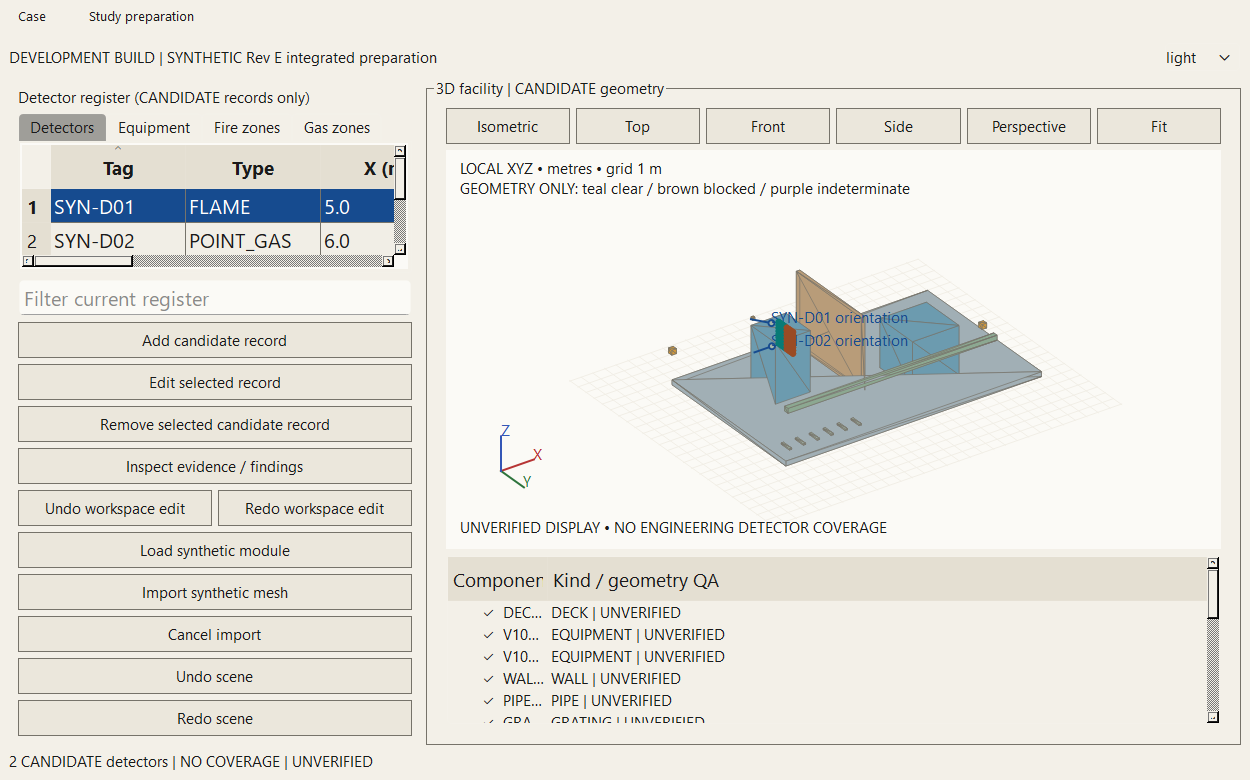 Case Study preparation
DEVELOPMENT BUILD | SYNTHETIC Rev E integrated preparation
light
Detector register (CANDIDATE records only)
Detectors Equipment Fire zones Gas zones
Tag Type X (r
1 SYN-D01 FLAME 5.0
2 SYN-D02 POINT_GAS 6.0
Filter current register
Add candidate record
Edit selected record
Remove selected candidate record
Inspect evidence / findings
Undo workspace edit Redo workspace edit
Load synthetic module
Import synthetic mesh
Cancel import
Undo scene
Redo scene
3D facility | CANDIDATE geometry
Isometric Top Front Side Perspective Fit
LOCAL XYZ • metres • grid 1 m
GEOMETRY ONLY: teal clear / brown blocked / purple indeterminate
SYN-D01 orientation
-D02 orientation
Z
X
Y
UNVERIFIED DISPLAY • NO ENGINEERING DETECTOR COVERAGE
Componer Kind / geometry QA
DEC... DECK | UNVERIFIED
V10... EQUIPMENT | UNVERIFIED
V10... EQUIPMENT | UNVERIFIED
WAL... WALL | UNVERIFIED
PIPE... PIPE | UNVERIFIED
GRA... GRATING | UNVERIFIED
2 CANDIDATE detectors | NO COVERAGE | UNVERIFIED